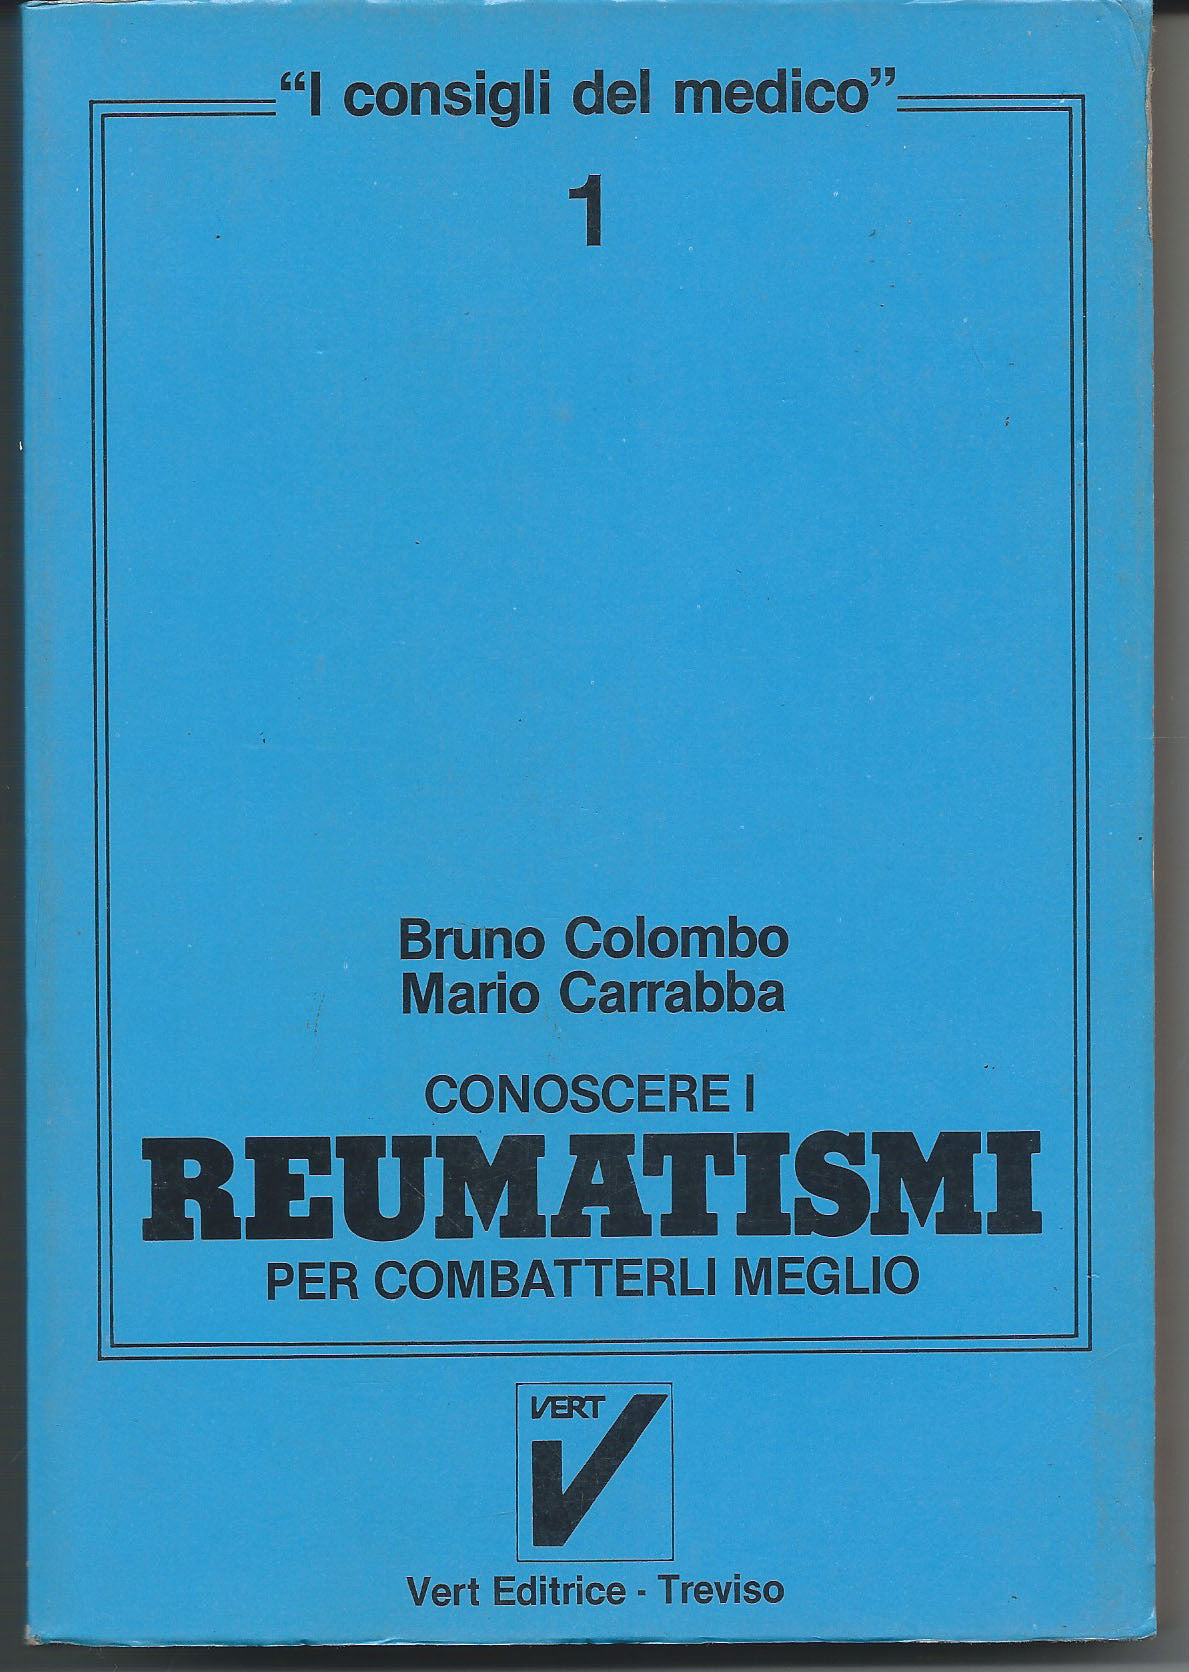 “I consigli del medico”
1
Bruno Colombo
Mario Carrabba
CONOSCERE I
REUMATISMI
PER COMBATTERLI MEGLIO
VERT
Vert Editrice - Treviso